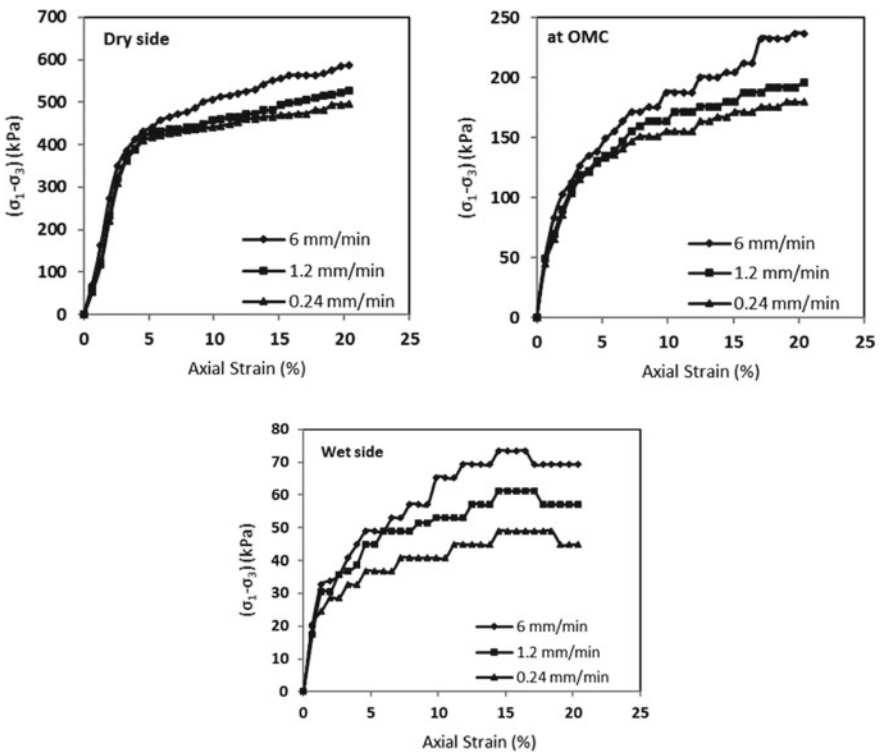 Dry side
(σ₁-σ₃) (kPa)
700
600
500
400
300
200
100
0
6 mm/min
1.2 mm/min
0.24 mm/min
0 5 10 15 20 25
Axial Strain (%)
at OMC
(σ₁-σ₃) (kPa)
250
200
150
100
50
0
6 mm/min
1.2 mm/min
0.24 mm/min
0 5 10 15 20 25
Axial Strain (%)
Wet side
(σ₁-σ₃) (kPa)
80
70
60
50
40
30
20
10
0
6 mm/min
1.2 mm/min
0.24 mm/min
0 5 10 15 20 25
Axial Strain (%)